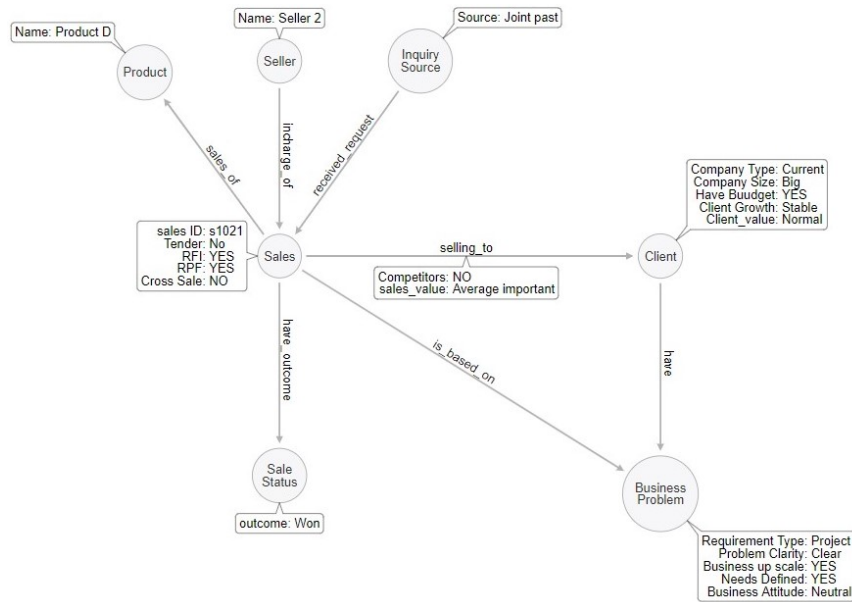 Name: Product D
Product
Name: Seller 2
Seller
Source: Joint past
Inquiry
Source
sales_of
incharge_of
received_request
sales ID: s1021
Tender: No
RFI: YES
RPF: YES
Cross Sale: NO
Sales
selling_to
Competitors: NO
sales_value: Average important
Company Type: Current
Company Size: Big
Have Buudget: YES
Client Growth: Stable
Client_value: Normal
Client
have_outcome
is_based_on
have
Sale
Status
outcome: Won
Business
Problem
Requirement Type: Project
Problem Clarity: Clear
Business up scale: YES
Needs Defined: YES
Business Attitude: Neutral